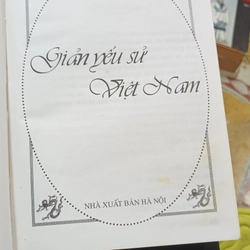 Giản yếu sử
Việt Nam
NHÀ XUẤT BẢN HÀ NỘI